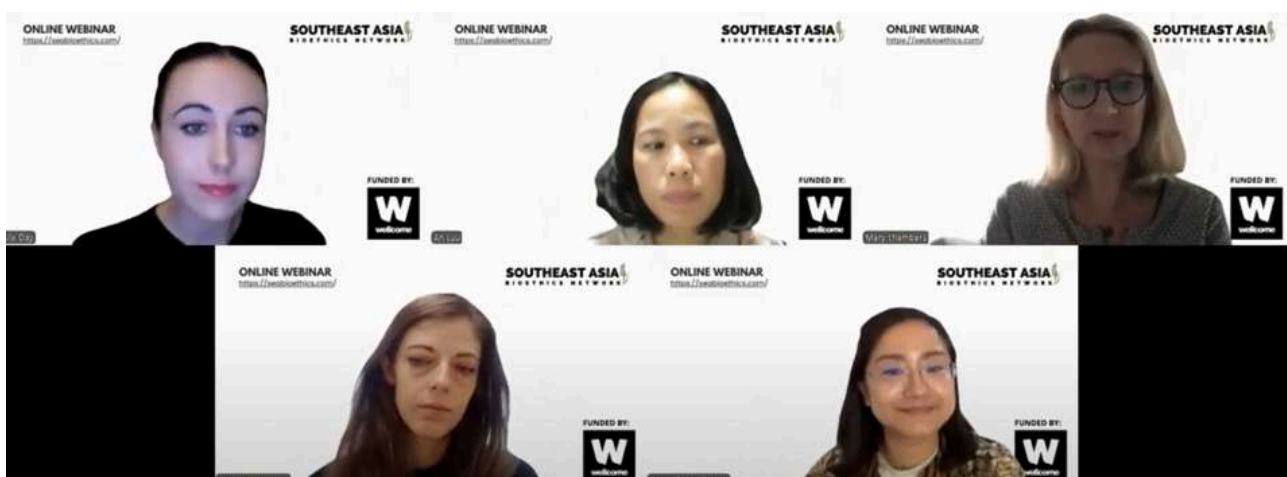 ONLINE WEBINAR
https://seabioethics.com/
SOUTHEAST ASIA
BIOETHICS NETWORK
FUNDED BY:
W
wellcome
Day
ONLINE WEBINAR
https://seabioethics.com/
SOUTHEAST ASIA
BIOETHICS NETWORK
FUNDED BY:
W
wellcome
An Luu
ONLINE WEBINAR
https://seabioethics.com/
SOUTHEAST ASIA
BIOETHICS NETWORK
FUNDED BY:
W
wellcome
Mary Chambers
ONLINE WEBINAR
https://seabioethics.com/
SOUTHEAST ASIA
BIOETHICS NETWORK
FUNDED BY:
W
wellcome
ONLINE WEBINAR
https://seabioethics.com/
SOUTHEAST ASIA
BIOETHICS NETWORK
FUNDED BY:
W
wellcome